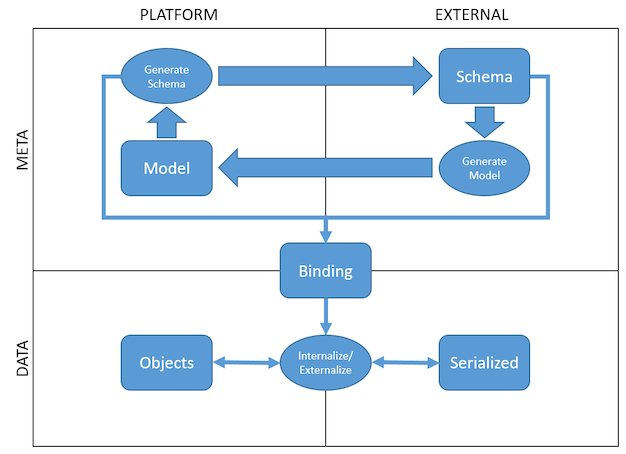 PLATFORM
EXTERNAL
META
Generate
Schema
Schema
Model
Generate
Model
Binding
DATA
Objects
Internalize/
Externalize
Serialized